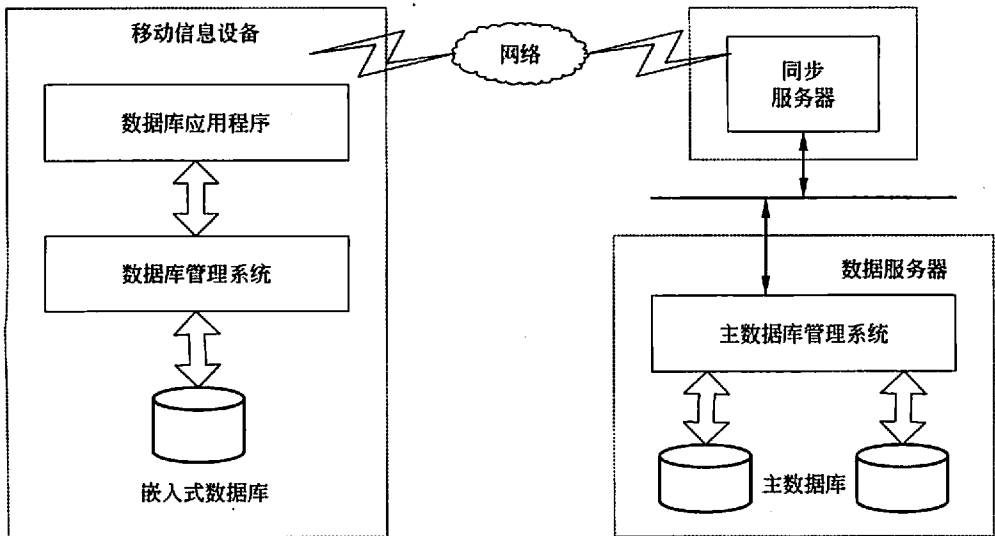 移动信息设备
数据库应用程序
数据库管理系统
嵌入式数据库
网络
同步
服务器
数据服务器
主数据库管理系统
主数据库